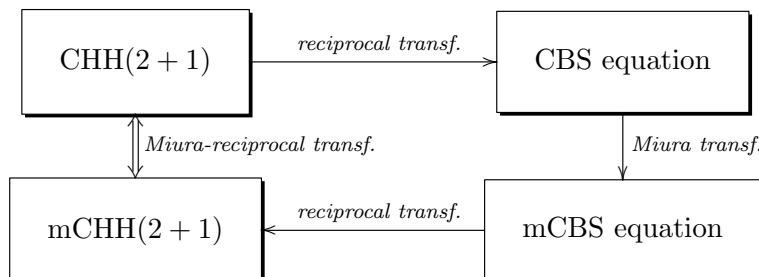 CHH(2 + 1)
reciprocal transf.
CBS equation
Miura-reciprocal transf.
Miura transf.
mCHH(2 + 1)
reciprocal transf.
mCBS equation